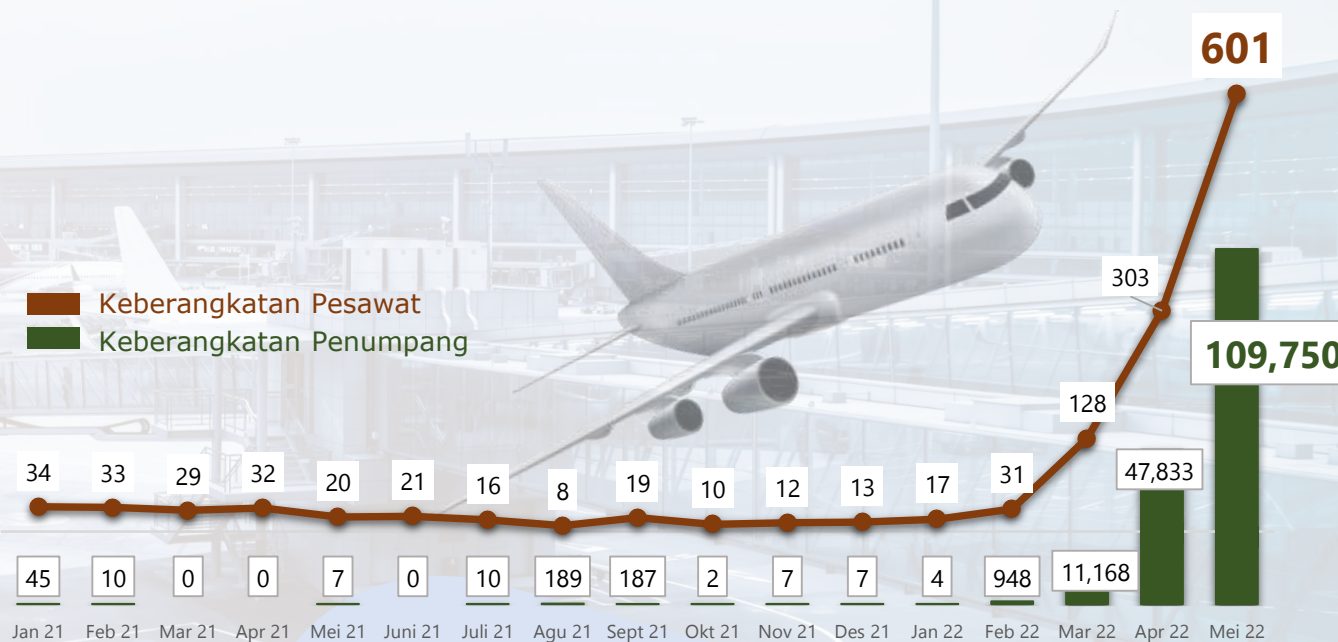 601
303
Keberangkatan Pesawat
Keberangkatan Penumpang
109,750
128
34 33 29 32 20 21 16 8 19 10 12 13 17 31
47,833
45 10 0 0 7 0 10 189 187 2 7 7 4 948 11,168
Jan 21 Feb 21 Mar 21 Apr 21 Mei 21 Juni 21 Juli 21 Agu 21 Sept 21 Okt 21 Nov 21 Des 21 Jan 22 Feb 22 Mar 22 Apr 22 Mei 22